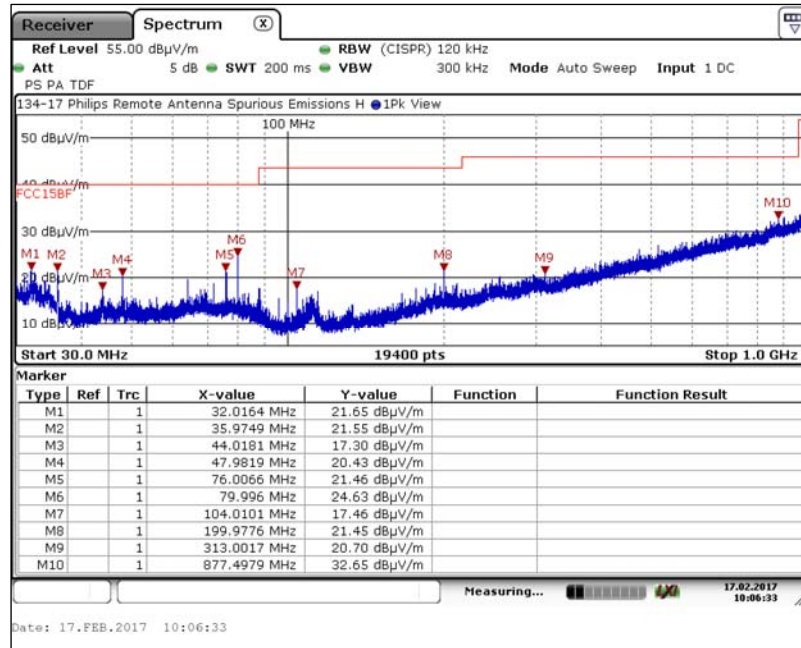 Receiver Spectrum X
Ref Level 55.00 dBµV/m RBW (CISPR) 120 kHz
Att 5 dB SWT 200 ms VBW 300 kHz Mode Auto Sweep Input 1 DC
PS PA TDF
134-17 Philips Remote Antenna Spurious Emissions H 1Pk View
100 MHz
50 dBµV/m
40 dBµV/m
FCC15BF
M10
30 dBµV/m
M6
M1 M2 M4 M5 M8 M9
20 dBµV/m M3 M7
10 dBµV/m
Start 30.0 MHz 19400 pts Stop 1.0 GHz
Marker
Type Ref Trc X-value Y-value Function Function Result
M1 1 32.0164 MHz 21.65 dBµV/m
M2 1 35.9749 MHz 21.55 dBµV/m
M3 1 44.0181 MHz 17.30 dBµV/m
M4 1 47.9819 MHz 20.43 dBµV/m
M5 1 76.0066 MHz 21.46 dBµV/m
M6 1 79.996 MHz 24.63 dBµV/m
M7 1 104.0101 MHz 17.46 dBµV/m
M8 1 199.9776 MHz 21.45 dBµV/m
M9 1 313.0017 MHz 20.70 dBµV/m
M10 1 877.4979 MHz 32.65 dBµV/m
Measuring... LXI 17.02.2017
10:06:33
Date: 17.FEB.2017 10:06:33